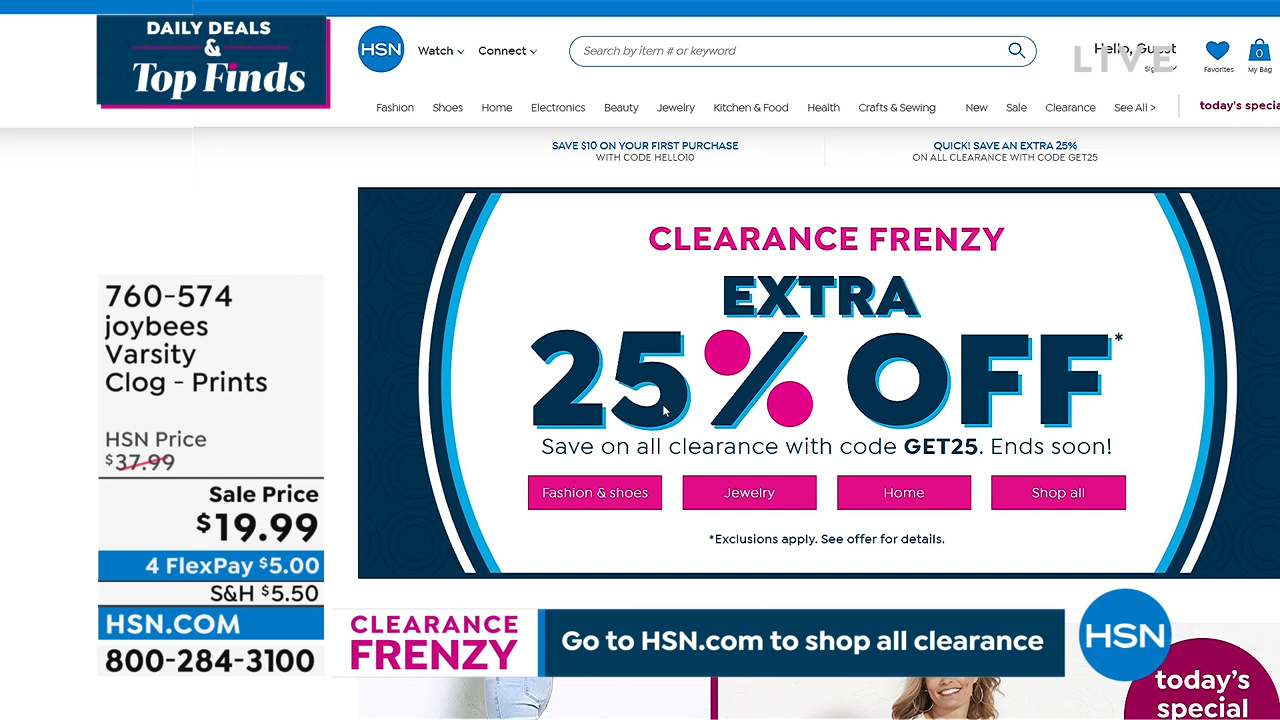 DAILY DEALS
&
Top Finds
HSN
Watch
Connect
Search by item # or keyword
Hello, Guest
LIVE
Favorites
0
My Bag
Fashion
Shoes
Home
Electronics
Beauty
Jewelry
Kitchen & Food
Health
Crafts & Sewing
New
Sale
Clearance
See All >
today's
SAVE $10 ON YOUR FIRST PURCHASE
WITH CODE HELLO10
QUICK! SAVE AN EXTRA 25%
ON ALL CLEARANCE WITH CODE GET25
CLEARANCE FRENZY
EXTRA
25% OFF*
Save on all clearance with code GET25. Ends soon!
Fashion & shoes
Jewelry
Home
Shop all
*Exclusions apply. See offer for details.
760-574
joybees
Varsity
Clog - Prints
HSN Price
$37.99
Sale Price
$19.99
4 FlexPay $5.00
S&H $5.50
HSN.COM
800-284-3100
CLEARANCE
FRENZY
Go to HSN.com to shop all clearance
HSN
today's
special